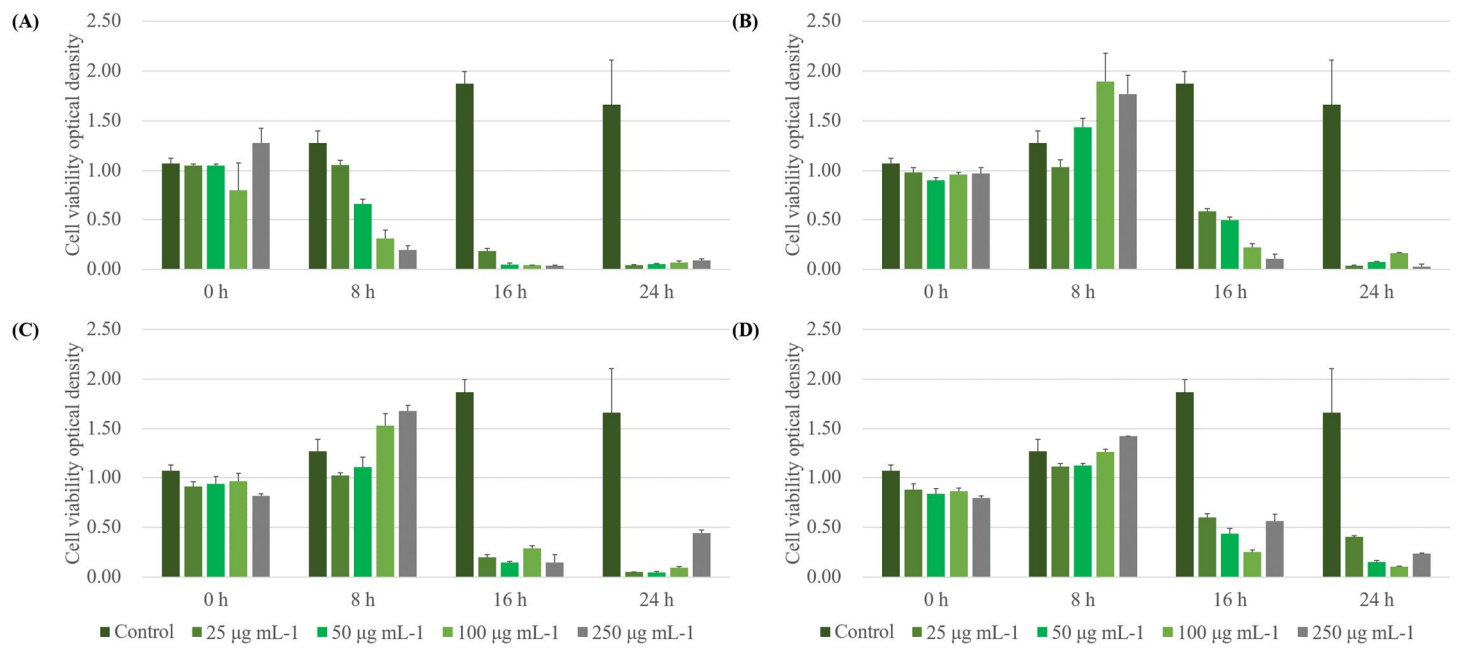 (A)
Cell viability optical density
2.50
2.00
1.50
1.00
0.50
0.00
0 h 8 h 16 h 24 h
(B)
Cell viability optical density
2.50
2.00
1.50
1.00
0.50
0.00
0 h 8 h 16 h 24 h
(C)
Cell viability optical density
2.50
2.00
1.50
1.00
0.50
0.00
0 h 8 h 16 h 24 h
Control 25 µg mL-1 50 µg mL-1 100 µg mL-1 250 µg mL-1
(D)
Cell viability optical density
2.50
2.00
1.50
1.00
0.50
0.00
0 h 8 h 16 h 24 h
Control 25 µg mL-1 50 µg mL-1 100 µg mL-1 250 µg mL-1